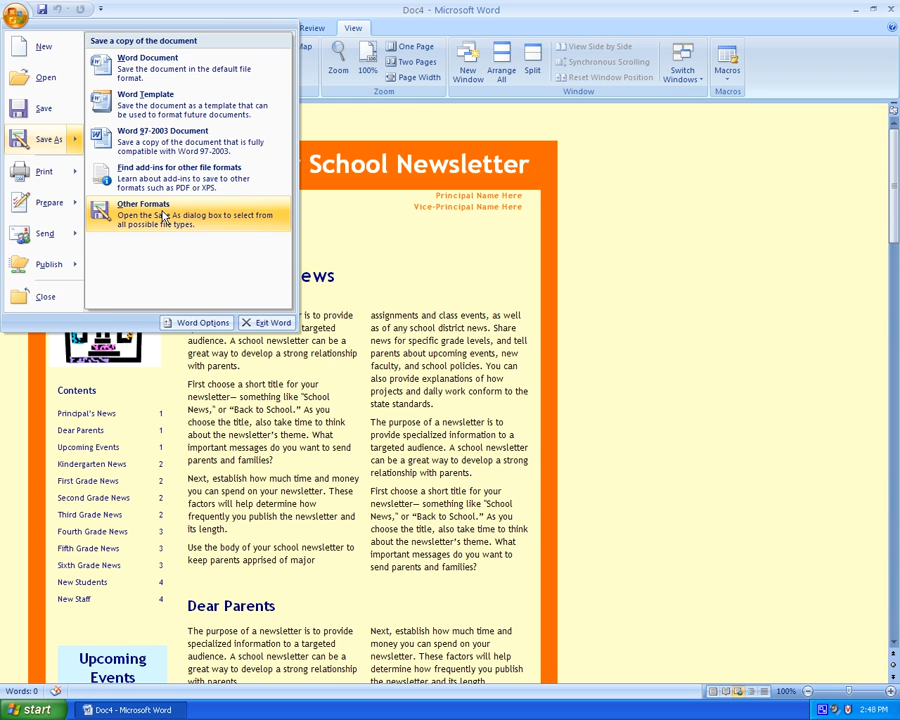 Doc4 - Microsoft Word
Review
View
New
Open
Save
Save As
Print
Prepare
Send
Publish
Close
Save a copy of the document
Word Document
Save the document in the default file
format.
Word Template
Save the document as a template that can
be used to format future documents.
Word 97-2003 Document
Save a copy of the document that is fully
compatible with Word 97-2003.
Find add-ins for other file formats
Learn about add-ins to save to other
formats such as PDF or XPS.
Other Formats
Open the Save As dialog box to select from
all possible file types.
Word Options
Exit Word
Map
Zoom
100%
One Page
Two Pages
Page Width
Zoom
New
Window
Arrange
All
Split
View Side by Side
Synchronous Scrolling
Reset Window Position
Switch
Windows
Window
Macros
Macros
School Newsletter
Principal Name Here
Vice-Principal Name Here
ews
Contents
Principal's News 1
Dear Parents 1
Upcoming Events 1
Kindergarten News 2
First Grade News 2
Second Grade News 2
Third Grade News 2
Fourth Grade News 3
Fifth Grade News 3
Sixth Grade News 3
New Students 4
New Staff 4
Upcoming
Events
se of a newsletter is to provide
targeted
audience. A school newsletter can be a
great way to develop a strong relationship
with parents.
First choose a short title for your
newsletter— something like "School
News," or “Back to School.” As you
choose the title, also take time to think
about the newsletter’s theme. What
important messages do you want to send
parents and families?
Next, establish how much time and money
you can spend on your newsletter. These
factors will help determine how
frequently you publish the newsletter and
its length.
Use the body of your school newsletter to
keep parents apprised of major
assignments and class events, as well
as of any school district news. Share
news for specific grade levels, and tell
parents about upcoming events, new
faculty, and school policies. You can
also provide explanations of how
projects and daily work conform to the
state standards.
The purpose of a newsletter is to
provide specialized information to a
targeted audience. A school newsletter
can be a great way to develop a strong
relationship with parents.
First choose a short title for your
newsletter— something like "School
News," or “Back to School.” As you
choose the title, also take time to think
about the newsletter’s theme. What
important messages do you want to
send parents and families?
Dear Parents
The purpose of a newsletter is to provide
specialized information to a targeted
audience. A school newsletter can be a
great way to develop a strong relationship
with parents.
Next, establish how much time and
money you can spend on your
newsletter. These factors will help
determine how frequently you publish
the newsletter and its length.
Words: 0
100%
start
Doc4 - Microsoft Word
2:48 PM